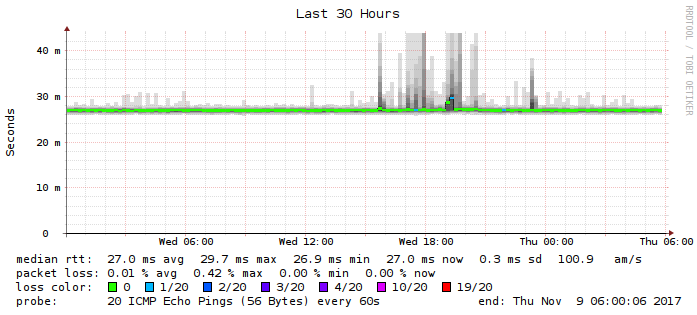 Last 30 Hours
RRDTOOL / TOBI OETIKER
Seconds
40 m
30 m
20 m
10 m
0
Wed 06:00 Wed 12:00 Wed 18:00 Thu 00:00 Thu 06:00
median rtt: 27.0 ms avg 29.7 ms max 26.9 ms min 27.0 ms now 0.3 ms sd 100.9 am/s
packet loss: 0.01 % avg 0.42 % max 0.00 % min 0.00 % now
loss color: 0 1/20 2/20 3/20 4/20 10/20 19/20
probe: 20 ICMP Echo Pings (56 Bytes) every 60s end: Thu Nov 9 06:00:06 2017